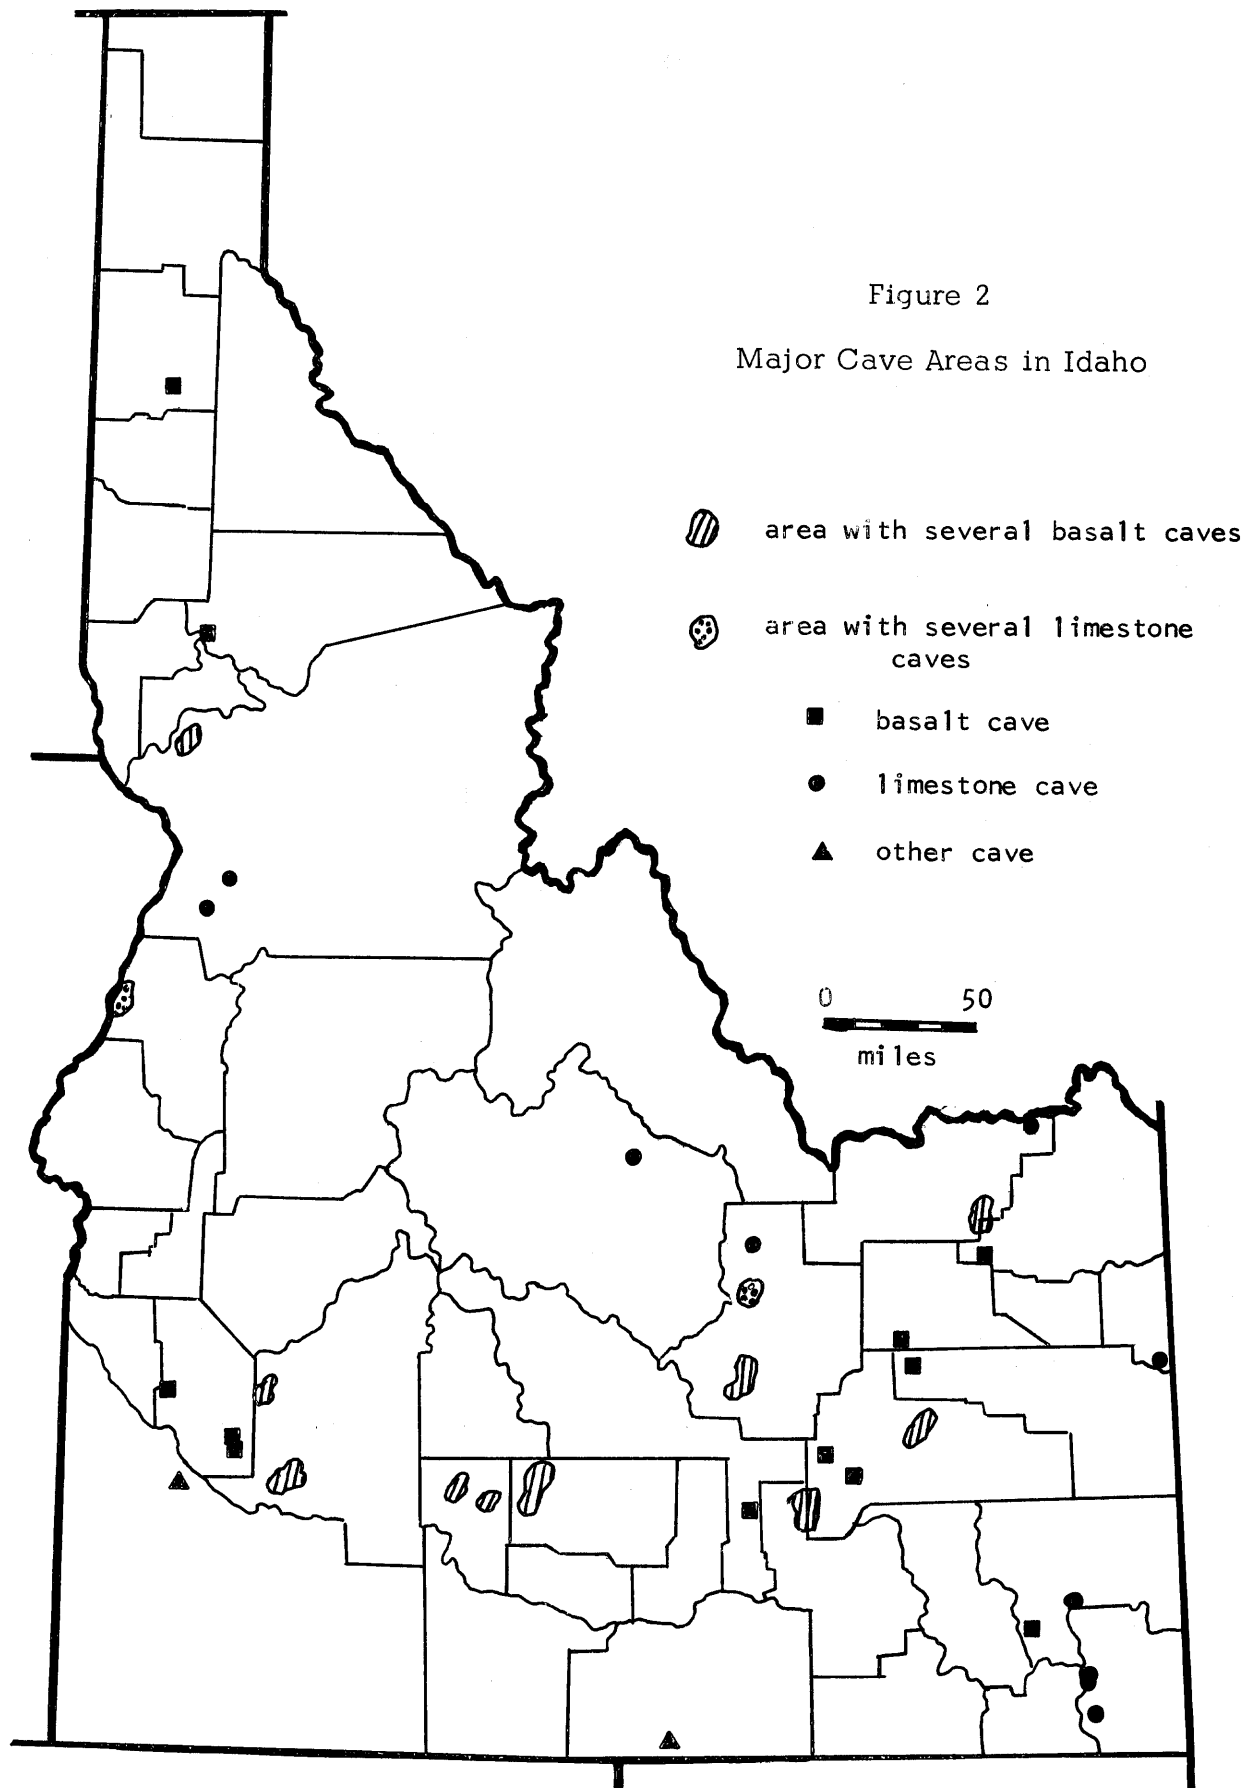 Figure 2
Major Cave Areas in Idaho
area with several basalt caves
area with several limestone
caves
basalt cave
limestone cave
other cave
0 50
miles